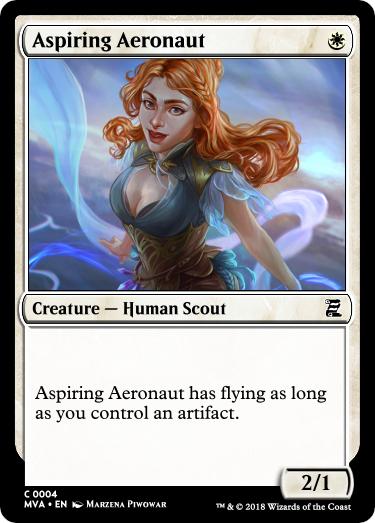 Aspiring Aeronaut
Creature — Human Scout
Aspiring Aeronaut has flying as long
as you control an artifact.
2/1
C 0004
MVA • EN Marzena Piwowar
™ & © 2018 Wizards of the Coast